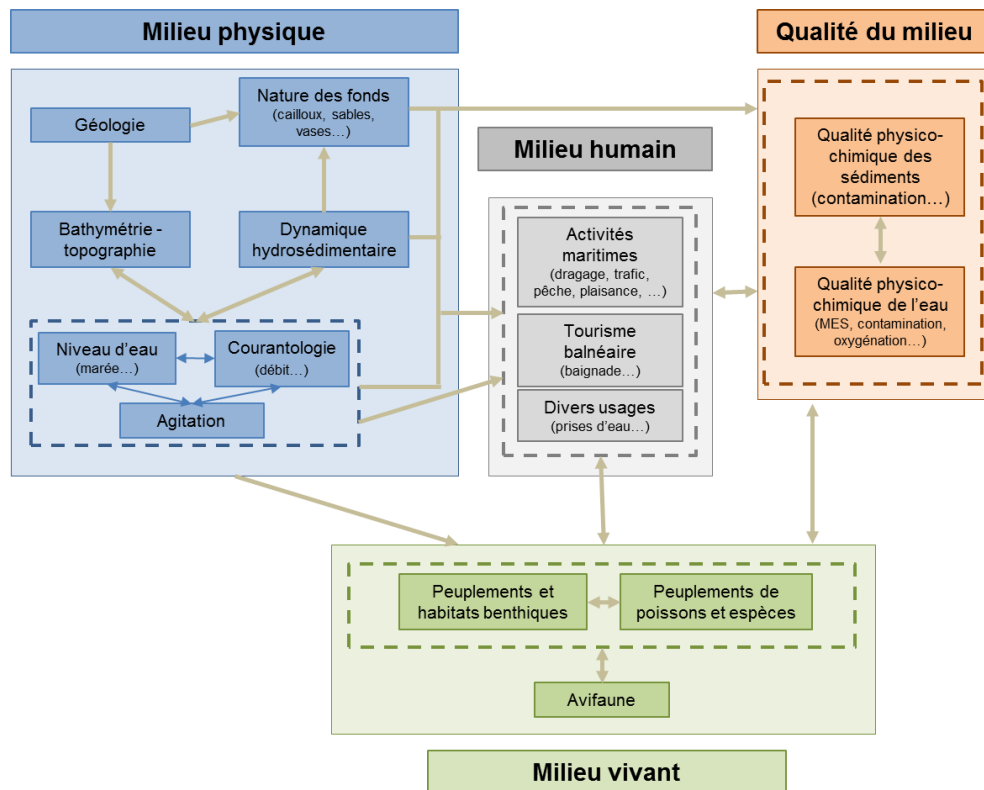 Milieu physique
Géologie
Nature des fonds
(cailloux, sables,
vases…)
Bathymétrie -
topographie
Dynamique
hydrosédimentaire
Niveau d’eau
(marée…)
Courantologie
(débit…)
Agitation
Milieu humain
Activités
maritimes
(dragage, trafic,
pêche, plaisance, …)
Tourisme
balnéaire
(baignade…)
Divers usages
(prises d’eau…)
Qualité du milieu
Qualité physico-
chimique des
sédiments
(contamination…)
Qualité physico-
chimique de l’eau
(MES, contamination,
oxygénation…)
Peuplements et
habitats benthiques
Peuplements de
poissons et espèces
Avifaune
Milieu vivant